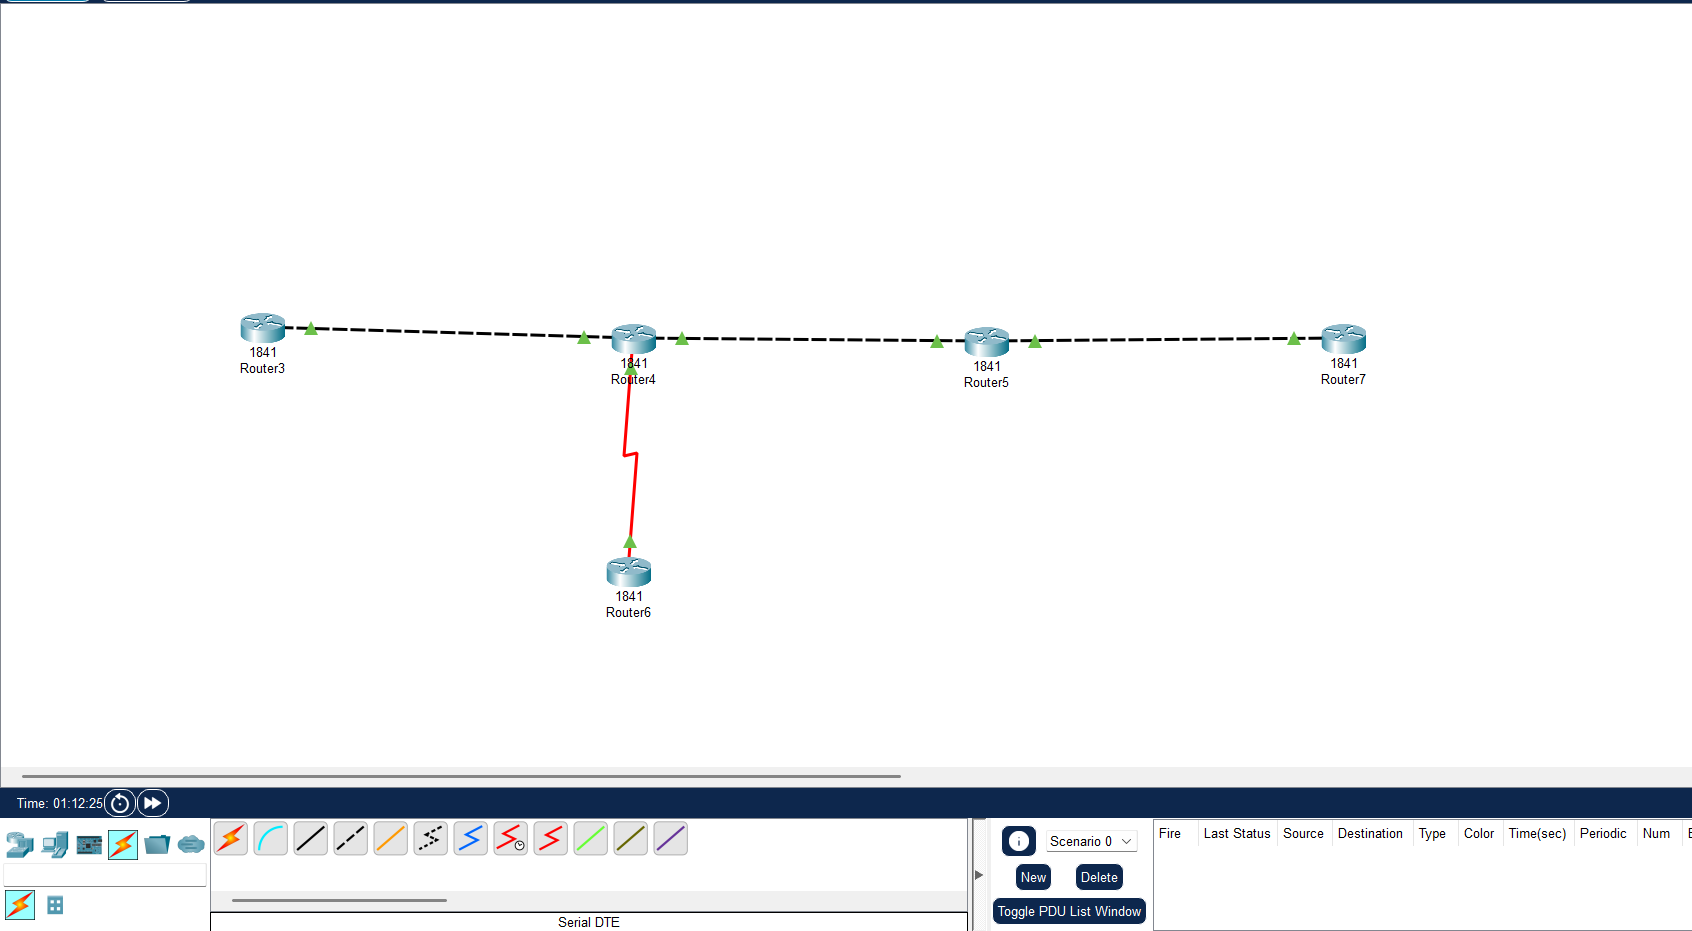 1841
Router3
1841
Router4
1841
Router5
1841
Router7
1841
Router6
Time: 01:12:25
Scenario 0
New
Delete
Toggle PDU List Window
Fire Last Status Source Destination Type Color Time(sec) Periodic Num
Serial DTE